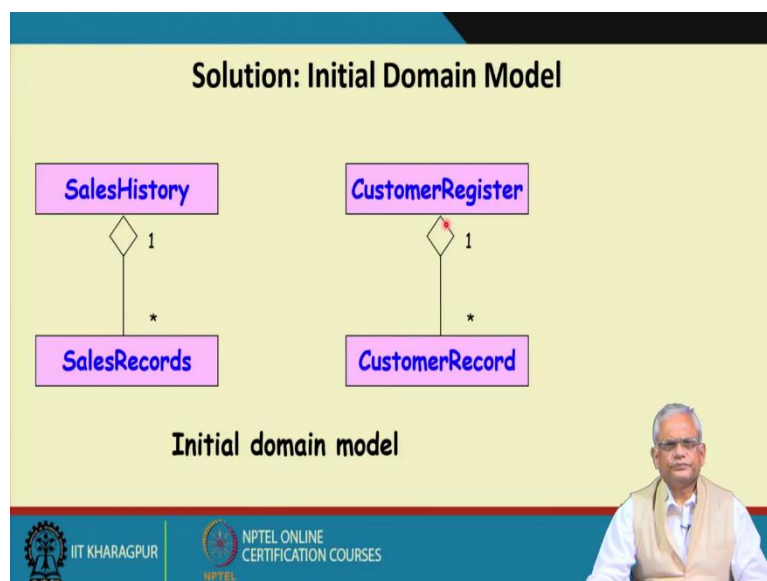 Solution: Initial Domain Model
SalesHistory
CustomerRegister
1
1
*
*
SalesRecords
CustomerRecord
Initial domain model
IIT KHARAGPUR
NPTEL ONLINE
CERTIFICATION COURSES
NPTEL